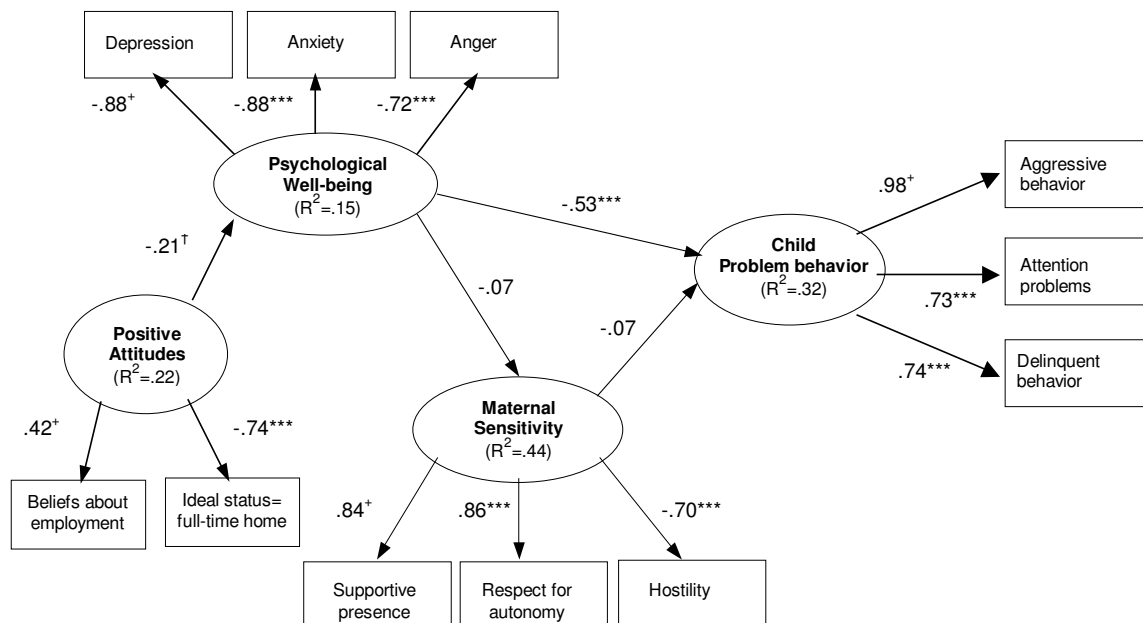 Depression
Anxiety
Anger
-.88⁺
-.88***
-.72***
Psychological
Well-being
(R²=.15)
Aggressive
behavior
.98⁺
-.53***
Child
Problem behavior
(R²=.32)
Attention
problems
.73***
-.21†
-.07
-.07
Positive
Attitudes
(R²=.22)
Delinquent
behavior
.74***
Maternal
Sensitivity
(R²=.44)
.42⁺
-.74***
Beliefs about
employment
Ideal status=
full-time home
.84⁺
.86***
-.70***
Supportive
presence
Respect for
autonomy
Hostility